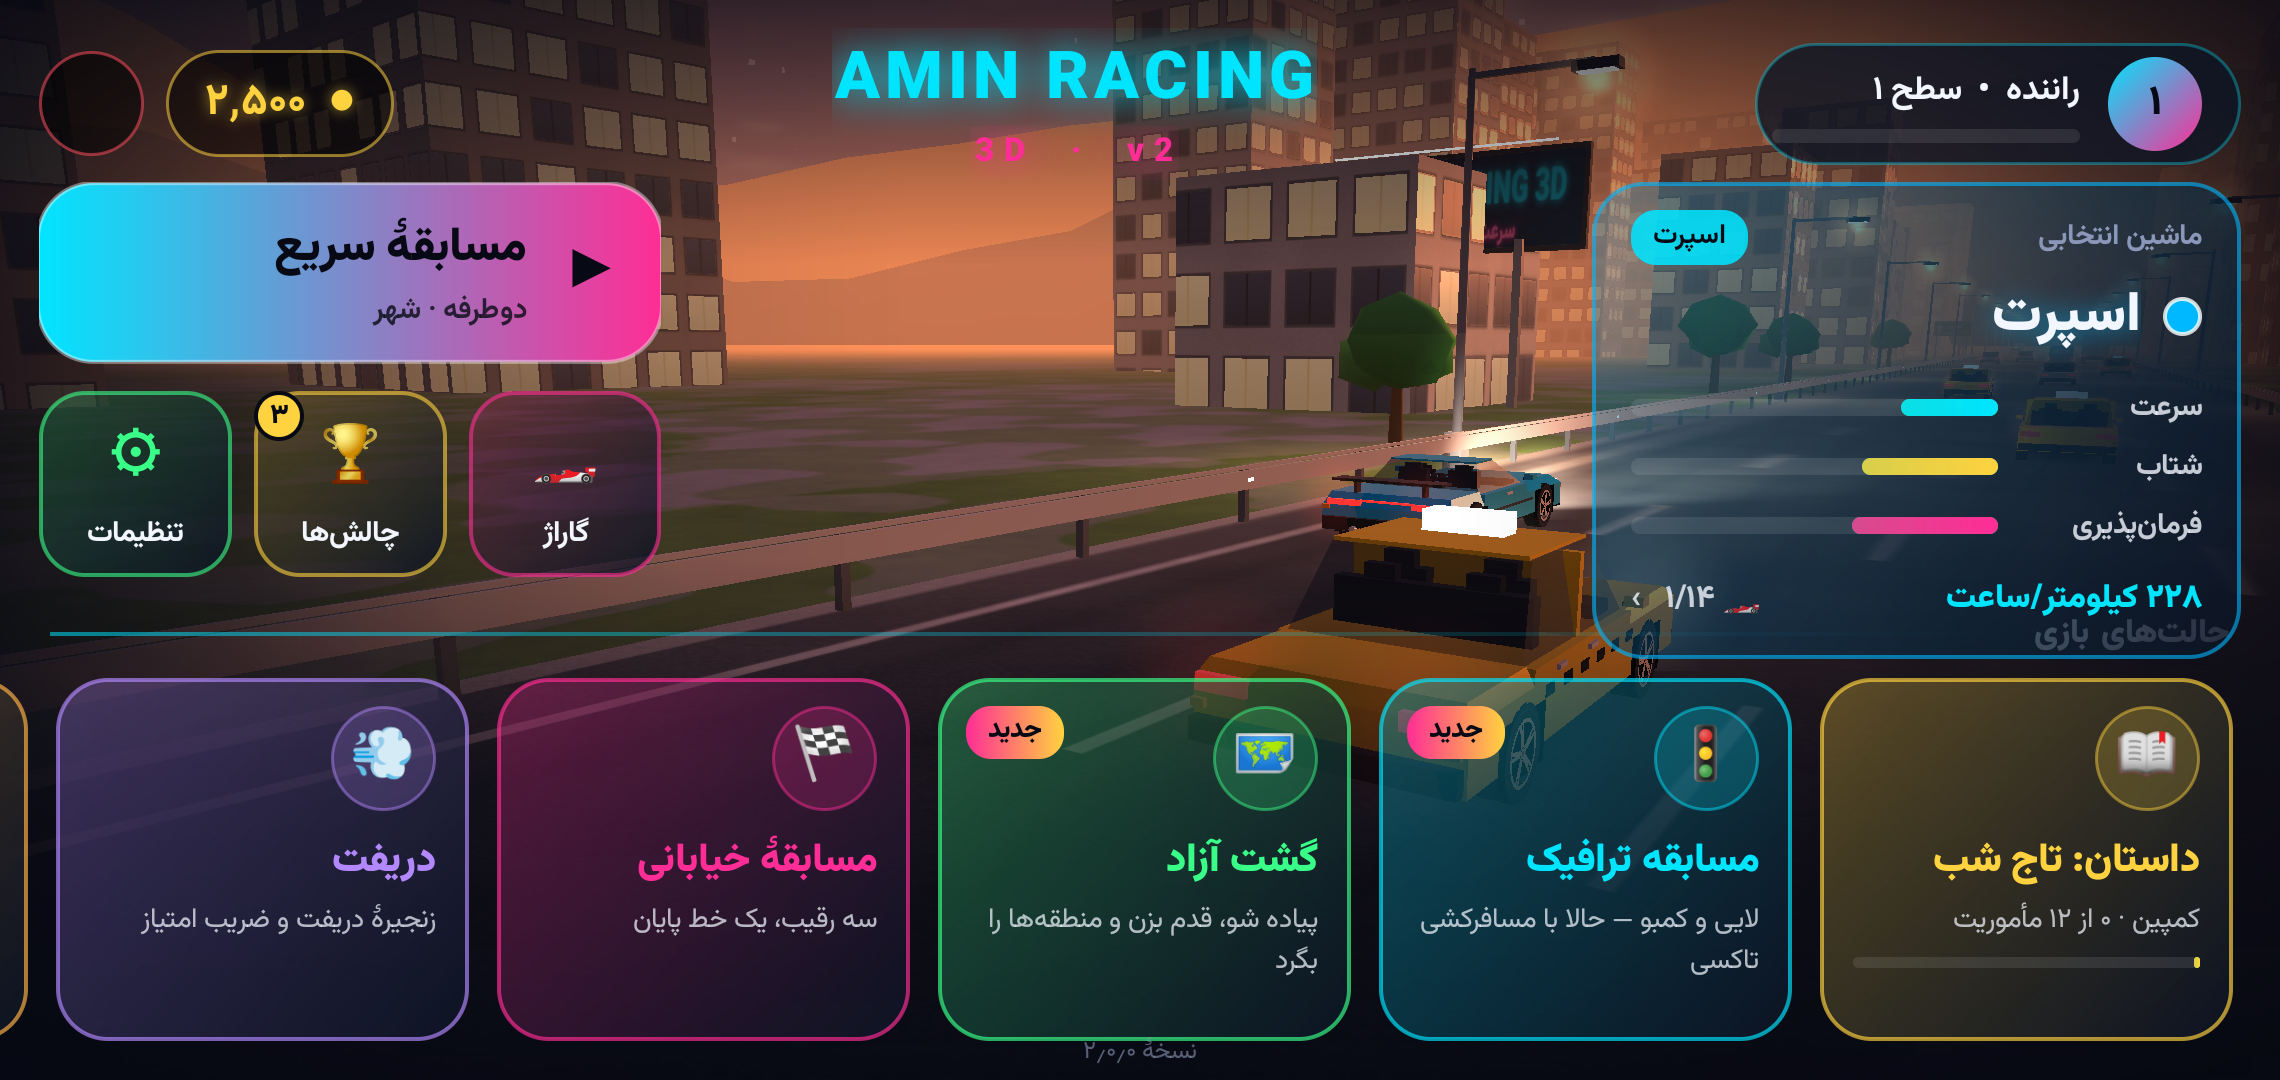 ۲,۵۰۰
AMIN RACING
3D · v2
راننده • سطح ۱
۱
مسابقهٔ سریع
دوطرفه · شهر
ING 3D
سرعت
ماشین انتخابی
اسپرت
اسپرت
سرعت
شتاب
فرمان‌پذیری
۲۲۸ کیلومتر/ساعت
۱/۱۴ ›
گاراژ
۳
چالش‌ها
تنظیمات
حالت‌های بازی
داستان: تاج شب
کمپین · ۰ از ۱۲ مأموریت
جدید
مسابقه ترافیک
لایی و کمبو — حالا با مسافرکشی
تاکسی
جدید
گشت آزاد
پیاده شو، قدم بزن و منطقه‌ها را
بگرد
مسابقهٔ خیابانی
سه رقیب، یک خط پایان
دریفت
زنجیرهٔ دریفت و ضریب امتیاز
نسخهٔ ۲٫۰٫۰